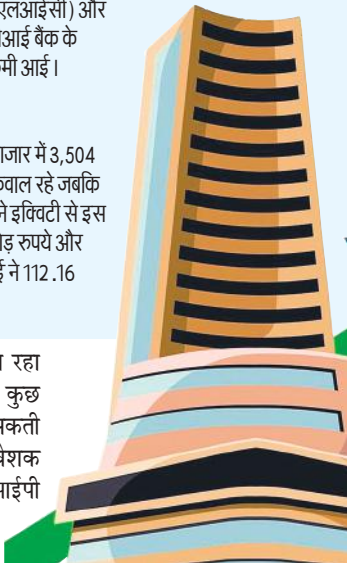 एलआईसी) और
आई बैंक के
मी आई ।
जार में 3,504
वाल रहे जबकि
ने इक्विटी से इस
ड़ रुपये और
ई ने 112.16
रहा
कुछ
सकती
बेशक
आईपी